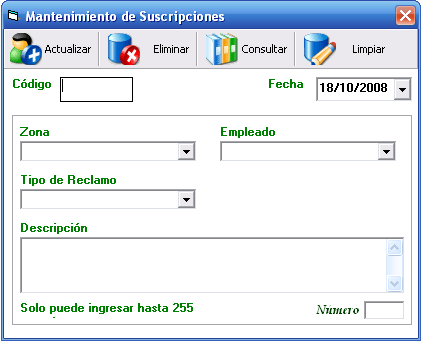 Mantenimiento de Suscripciones
Actualizar Eliminar Consultar Limpiar
Código Fecha 18/10/2008
Zona Empleado
Tipo de Reclamo
Descripción
Solo puede ingresar hasta 255 Número